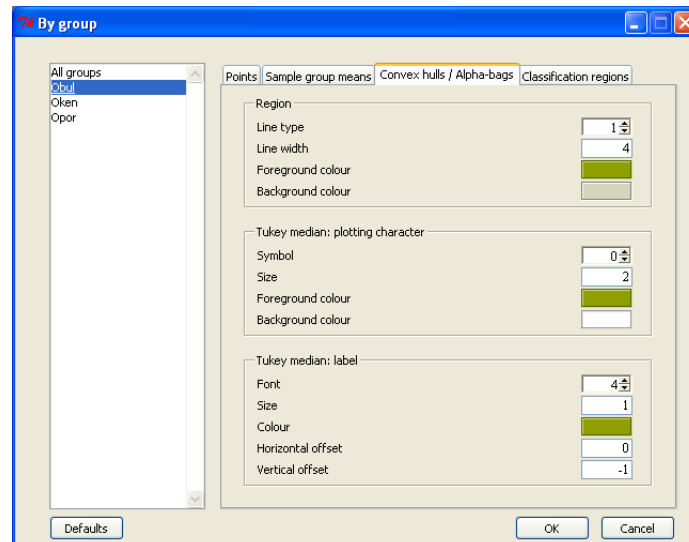 By group
All groups
Obul
Oken
Opor
Points Sample group means Convex hulls / Alpha-bags Classification regions
Region
Line type 1
Line width 4
Foreground colour
Background colour
Tukey median: plotting character
Symbol 0
Size 2
Foreground colour
Background colour
Tukey median: label
Font 4
Size 1
Colour
Horizontal offset 0
Vertical offset -1
Defaults OK Cancel